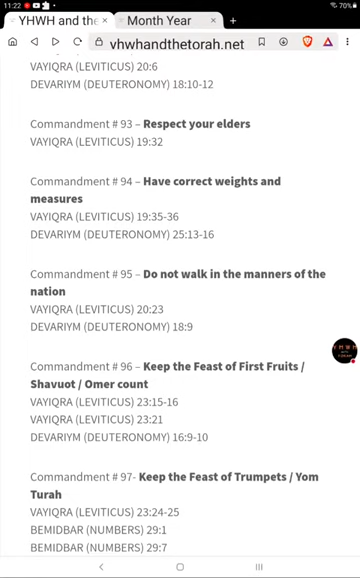 11:22
70%
YHWH and the
Month Year
yhwhandthetorah.net
VAYIQRA (LEVITICUS) 20:6
DEVARIYM (DEUTERONOMY) 18:10-12
Commandment # 93 – Respect your elders
VAYIQRA (LEVITICUS) 19:32
Commandment # 94 – Have correct weights and
measures
VAYIQRA (LEVITICUS) 19:35-36
DEVARIYM (DEUTERONOMY) 25:13-16
Commandment # 95 – Do not walk in the manners of the
nation
VAYIQRA (LEVITICUS) 20:23
DEVARIYM (DEUTERONOMY) 18:9
Commandment # 96 – Keep the Feast of First Fruits /
Shavuot / Omer count
VAYIQRA (LEVITICUS) 23:15-16
VAYIQRA (LEVITICUS) 23:21
DEVARIYM (DEUTERONOMY) 16:9-10
Commandment # 97- Keep the Feast of Trumpets / Yom
Turah
VAYIQRA (LEVITICUS) 23:24-25
BEMIDBAR (NUMBERS) 29:1
BEMIDBAR (NUMBERS) 29:7